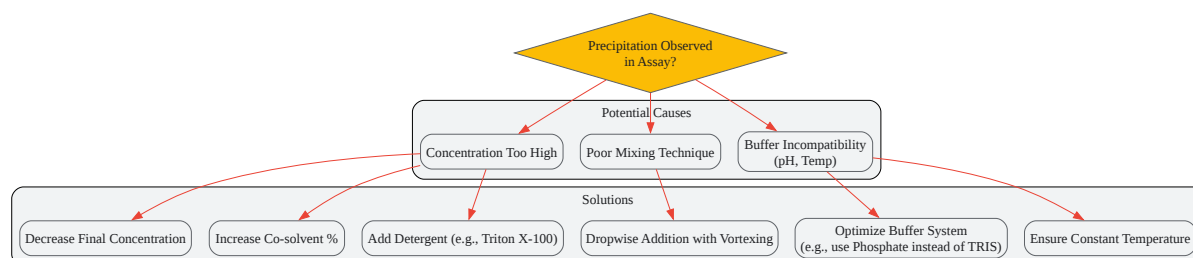 Precipitation Observed
in Assay?
Potential Causes
Concentration Too High
Poor Mixing Technique
Buffer Incompatibility
(pH, Temp)
Solutions
Decrease Final Concentration
Increase Co-solvent %
Add Detergent (e.g., Triton X-100)
Dropwise Addition with Vortexing
Optimize Buffer System
(e.g., use Phosphate instead of TRIS)
Ensure Constant Temperature